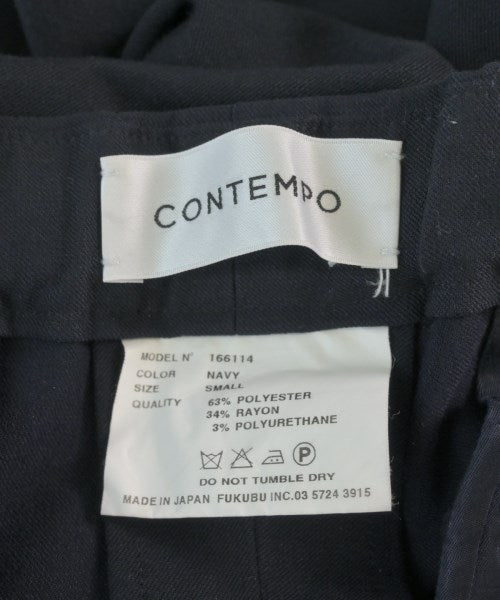 CONTEMPO
MODEL N° 166114
COLOR NAVY
SIZE SMALL
QUALITY 63% POLYESTER
34% RAYON
3% POLYURETHANE
P
DO NOT TUMBLE DRY
MADE IN JAPAN FUKUBU INC.03 5724 3915